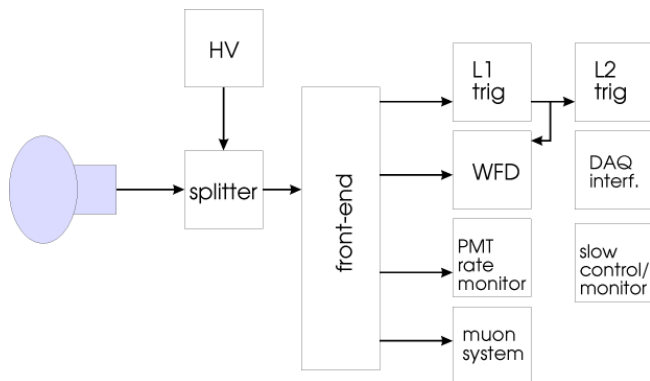 HV
L1
trig
L2
trig
splitter
front-end
WFD
DAQ
interf.
PMT
rate
monitor
slow
control/
monitor
muon
system